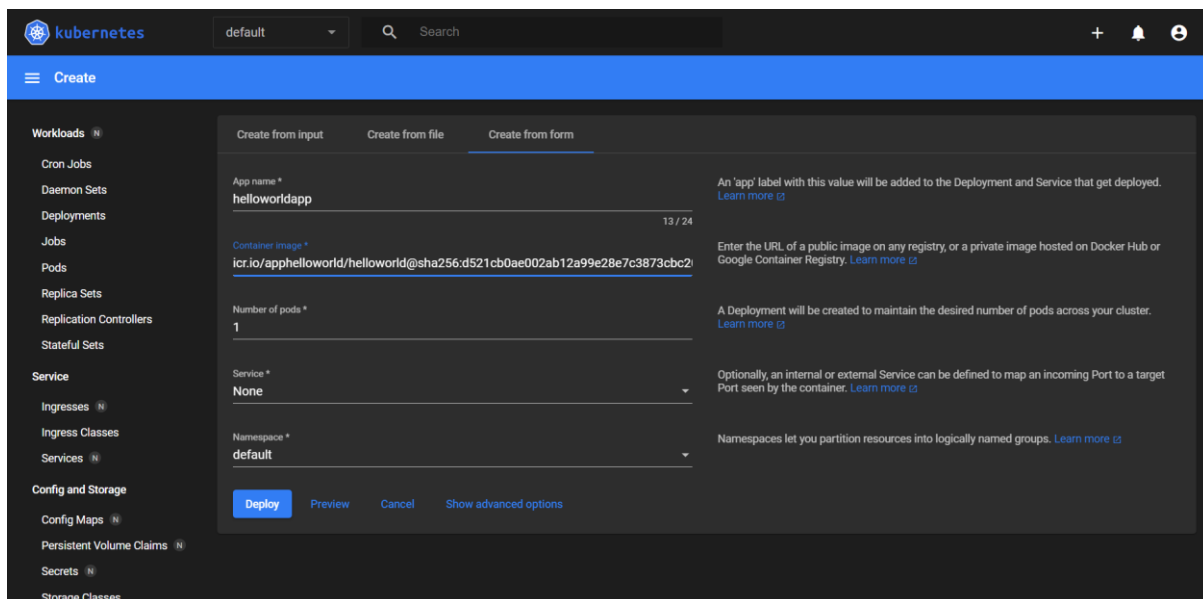 kubernetes
default
Search
Create
Workloads N
Cron Jobs
Daemon Sets
Deployments
Jobs
Pods
Replica Sets
Replication Controllers
Stateful Sets
Service
Ingresses N
Ingress Classes
Services N
Config and Storage
Config Maps N
Persistent Volume Claims N
Secrets N
Storage Classes
Create from input Create from file Create from form
App name *
helloworldapp
13 / 24
An 'app' label with this value will be added to the Deployment and Service that get deployed.
Learn more
Container image *
icr.io/apphelloworld/helloworld@sha256:d521cb0ae002ab12a99e28e7c3873cbc2
Enter the URL of a public image on any registry, or a private image hosted on Docker Hub or
Google Container Registry. Learn more
Number of pods *
1
A Deployment will be created to maintain the desired number of pods across your cluster.
Learn more
Service *
None
Optionally, an internal or external Service can be defined to map an incoming Port to a target
Port seen by the container. Learn more
Namespace *
default
Namespaces let you partition resources into logically named groups. Learn more
Deploy Preview Cancel Show advanced options